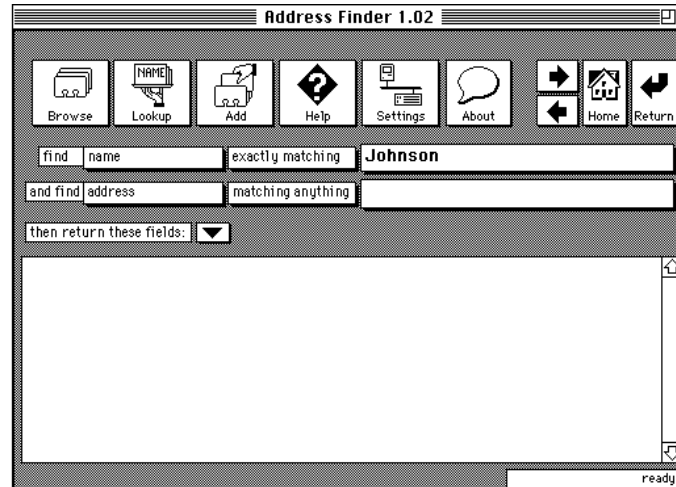 Address Finder 1.02
NAME
Browse Lookup Add Help Settings About Home Return
find name exactly matching Johnson
and find address matching anything
then return these fields:
ready